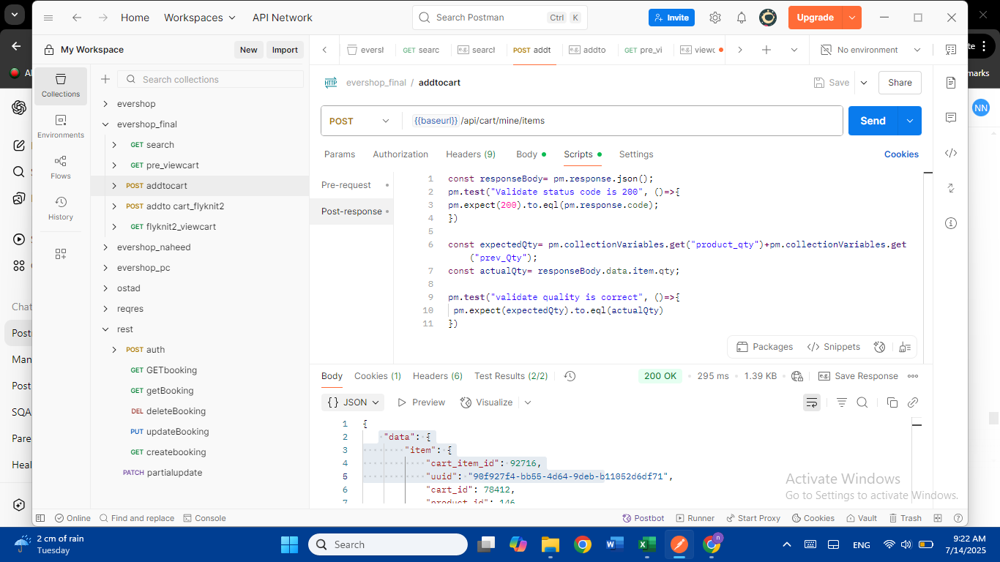 Home
Workspaces
API Network
Search Postman
Ctrl
K
Invite
Upgrade
My Workspace
New
Import
eversl
GET searc
e.g. search
POST addt
e.g. addto
GET pre_vi
e.g. viewc
No environment
marks
Collections
Environments
Flows
History
Search collections
evershop
evershop_final
GET search
GET pre_viewcart
POST addtocart
POST addto cart_flyknit2
GET flyknit2_viewcart
evershop_naheed
evershop_pc
ostad
reqres
rest
POST auth
GET GETbooking
GET getBooking
DEL deleteBooking
PUT updateBooking
GET createbooking
PATCH partialupdate
HTTP evershop_final / addtocart
Save
Share
POST
{{baseurl}} /api/cart/mine/items
Send
Params
Authorization
Headers (9)
Body
Scripts
Settings
Cookies
Pre-request
Post-response
1 const responseBody= pm.response.json();
2 pm.test("Validate status code is 200", ()=>{
3 pm.expect(200).to.eql(pm.response.code);
4 })
5
6 const expectedQty= pm.collectionVariables.get("product_qty")+pm.collectionVariables.get
("prev_Qty");
7 const actualQty= responseBody.data.item.qty;
8
9 pm.test("validate quality is correct", ()=>{
10 pm.expect(expectedQty).to.eql(actualQty)
11 })
Packages
Snippets
Body
Cookies (1)
Headers (6)
Test Results (2/2)
200 OK
295 ms
1.39 KB
e.g. Save Response
{} JSON
Preview
Visualize
1 {
2 "data": {
3 "item": {
4 "cart_item_id": 92716,
5 "uuid": "90f927f4-bb55-4d64-9deb-b11052d6df71",
6 "cart_id": 78412,
7 "product_id": 146
Activate Windows
Go to Settings to activate Windows.
Online
Find and replace
Console
Postbot
Runner
Start Proxy
Cookies
Vault
Trash
NN
Chat
Post
Man
Post
SQA
Pare
Heal
2 cm of rain
Tuesday
Search
n
ENG
9:22 AM
7/14/2025